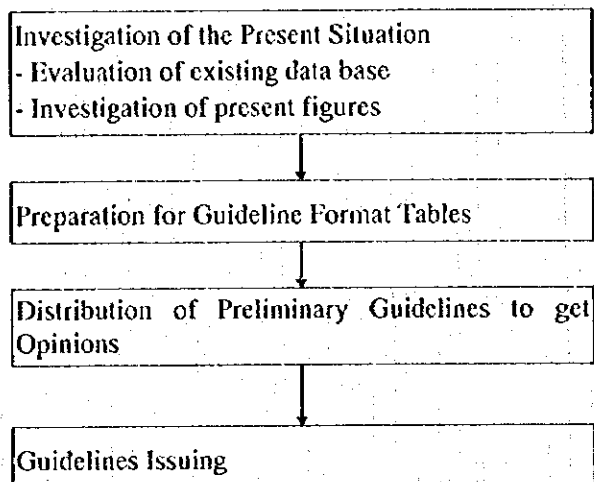 Investigation of the Present Situation
- Evaluation of existing data base
- Investigation of present figures
Preparation for Guideline Format Tables
Distribution of Preliminary Guidelines to get
Opinions
Guidelines Issuing